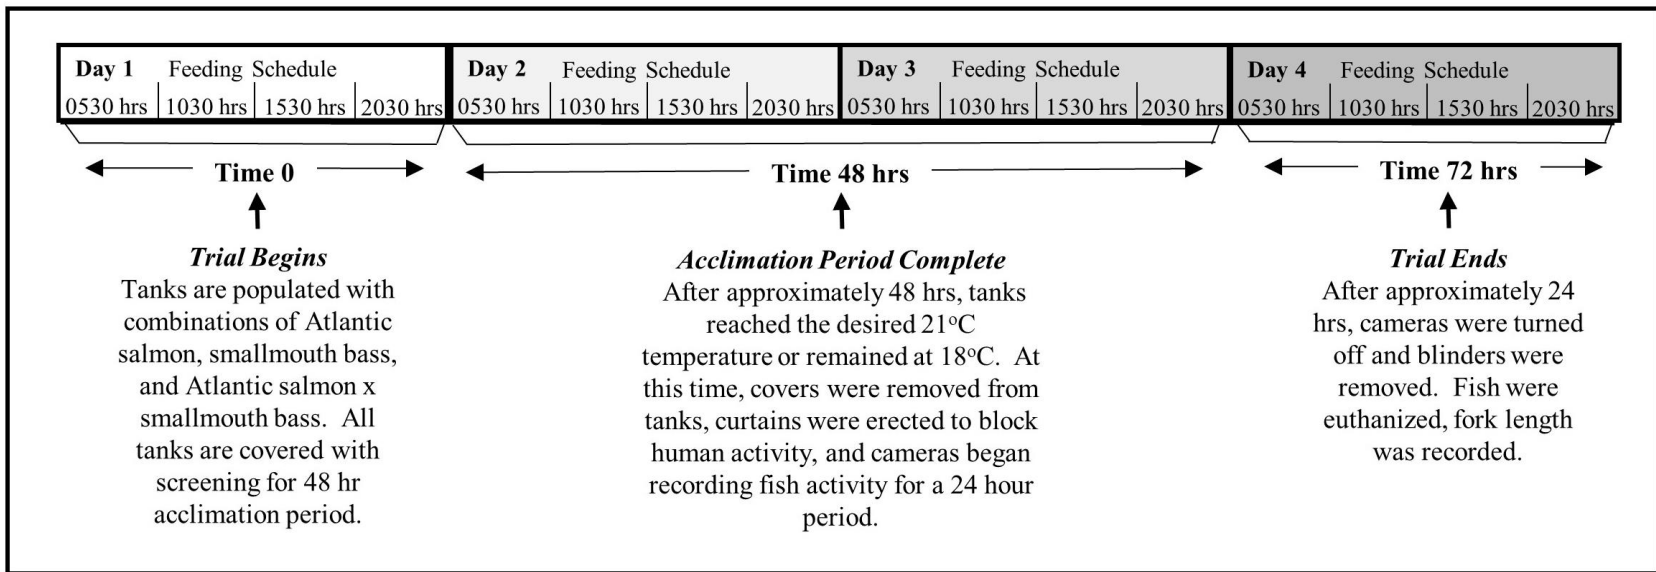 Day 1 Feeding Schedule
0530 hrs 1030 hrs 1530 hrs 2030 hrs
Day 2 Feeding Schedule
0530 hrs 1030 hrs 1530 hrs 2030 hrs
Day 3 Feeding Schedule
0530 hrs 1030 hrs 1530 hrs 2030 hrs
Day 4 Feeding Schedule
0530 hrs 1030 hrs 1530 hrs 2030 hrs
Time 0
Trial Begins
Tanks are populated with
combinations of Atlantic
salmon, smallmouth bass,
and Atlantic salmon x
smallmouth bass. All
tanks are covered with
screening for 48 hr
acclimation period.
Time 48 hrs
Acclimation Period Complete
After approximately 48 hrs, tanks
reached the desired 21°C
temperature or remained at 18°C. At
this time, covers were removed from
tanks, curtains were erected to block
human activity, and cameras began
recording fish activity for a 24 hour
period.
Time 72 hrs
Trial Ends
After approximately 24
hrs, cameras were turned
off and blinders were
removed. Fish were
euthanized, fork length
was recorded.